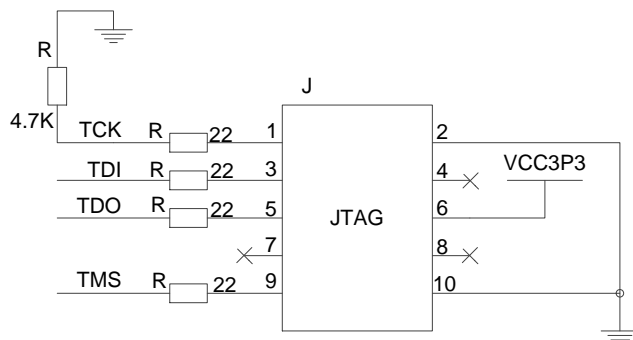 R
J
4.7K TCK R 22 1 2
VCC3P3
TDI R 22 3 4
TDO R 22 5 6
JTAG
7 8
TMS R 22 9 10